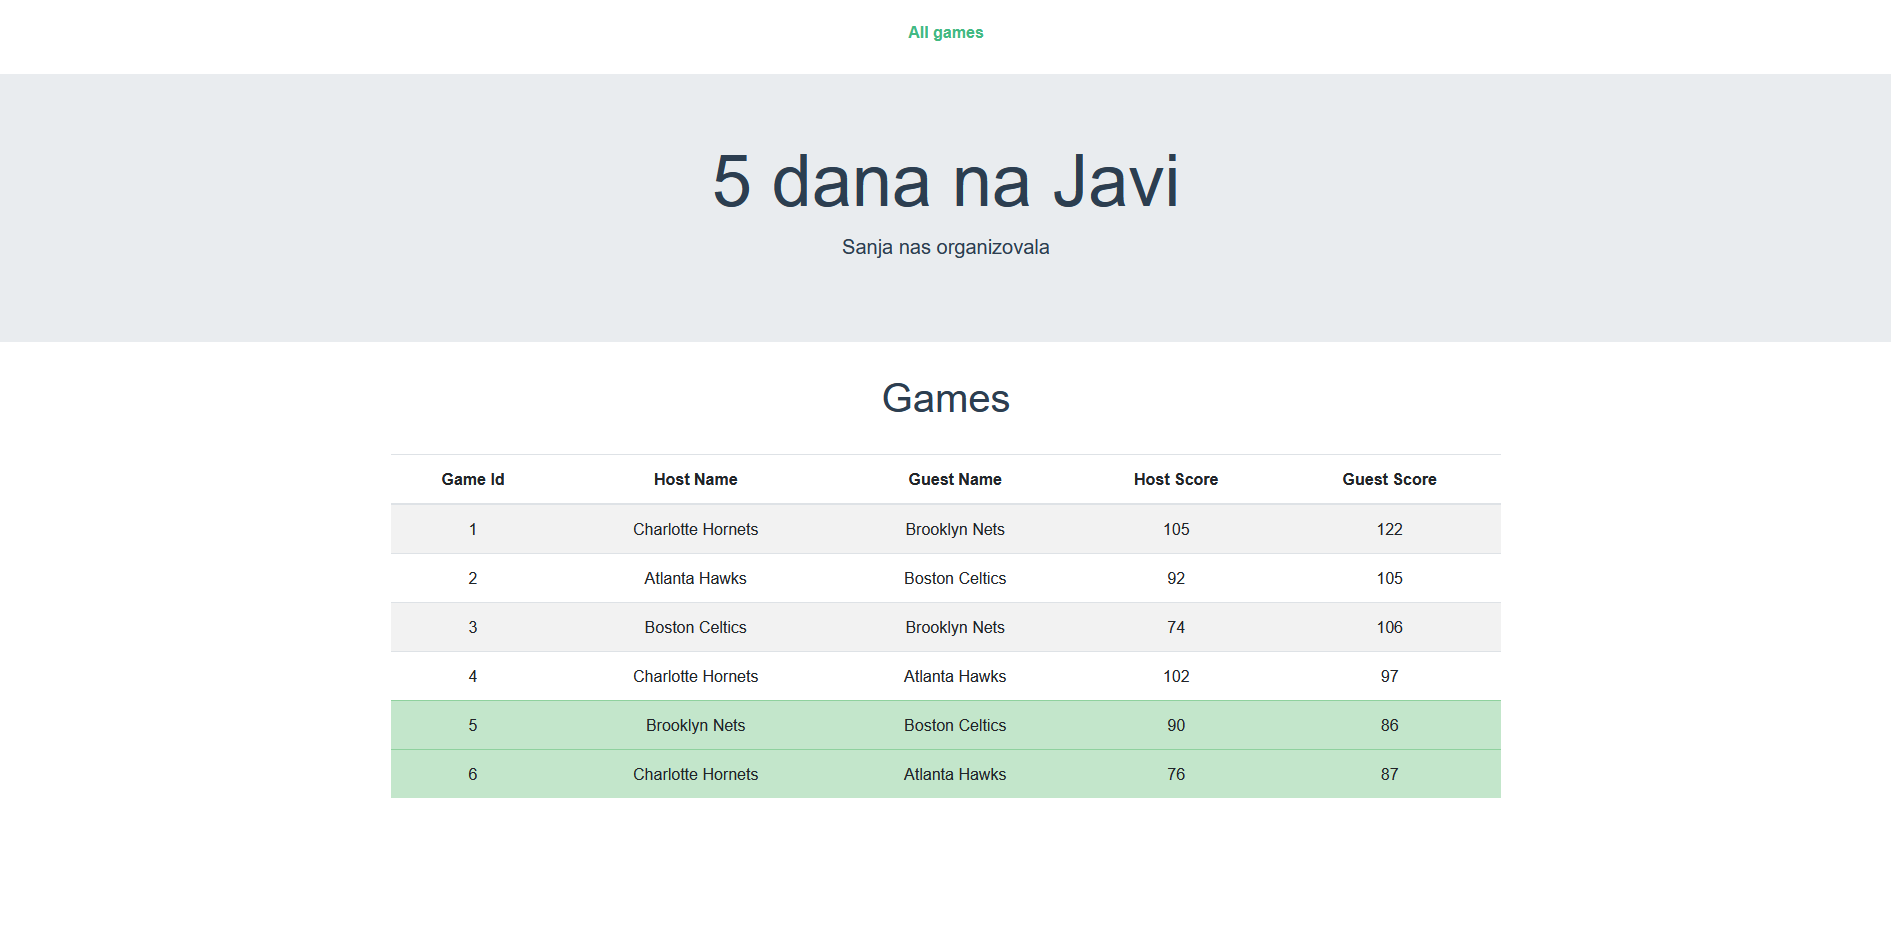 All games
5 dana na Javi
Sanja nas organizovala
Games
Game Id Host Name Guest Name Host Score Guest Score
1 Charlotte Hornets Brooklyn Nets 105 122
2 Atlanta Hawks Boston Celtics 92 105
3 Boston Celtics Brooklyn Nets 74 106
4 Charlotte Hornets Atlanta Hawks 102 97
5 Brooklyn Nets Boston Celtics 90 86
6 Charlotte Hornets Atlanta Hawks 76 87